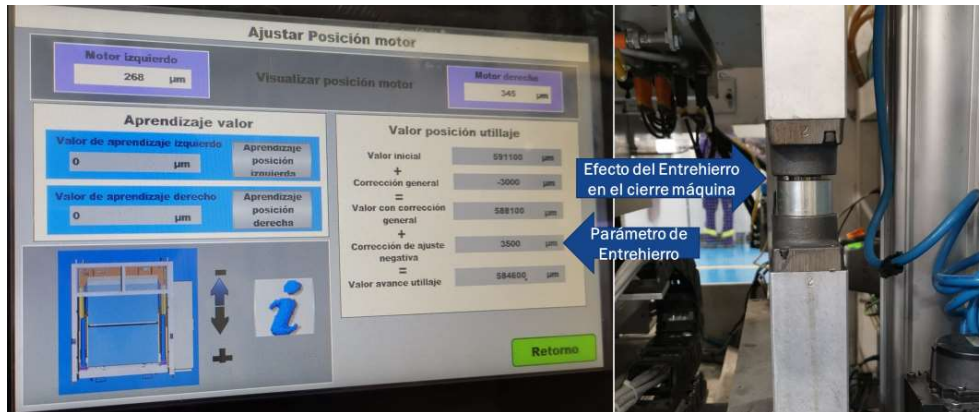 Ajustar Posición motor
Motor izquierdo
268 µm
Visualizar posición motor
Motor derecho
345 µm
Aprendizaje valor
Valor de aprendizaje izquierdo
0 µm
Aprendizaje
posición
izquierda
Valor de aprendizaje derecho
0 µm
Aprendizaje
posición
derecha
Valor posición utillaje
Valor inicial 591100 µm
+
Corrección general -3000 µm
=
Valor con corrección
general
588100 µm
+
Corrección de ajuste
negativa
3500 µm
=
Valor avance utillaje 584600 µm
-
+
i
Retorno
Efecto del Entrehierro
en el cierre máquina
Parámetro de
Entrehierro